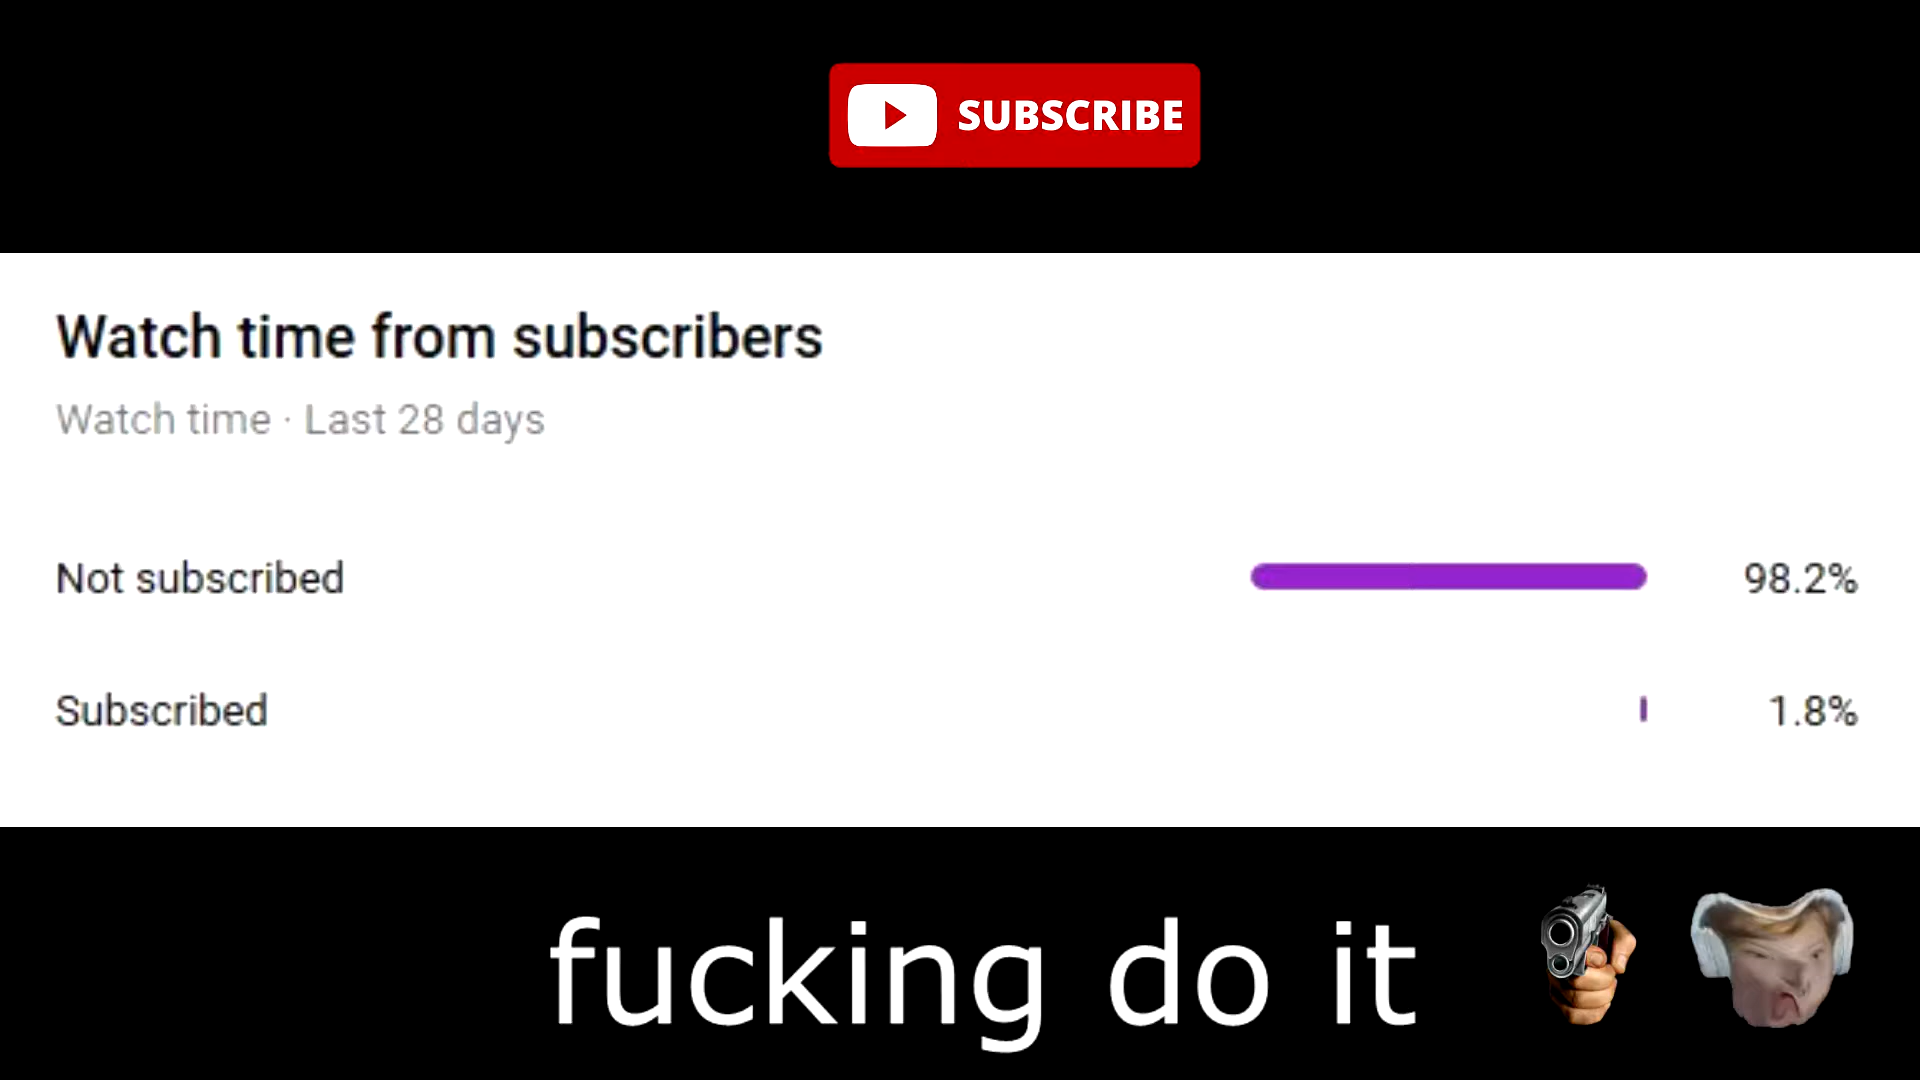 SUBSCRIBE
Watch time from subscribers
Watch time · Last 28 days
Not subscribed 98.2%
Subscribed 1.8%
fucking do it